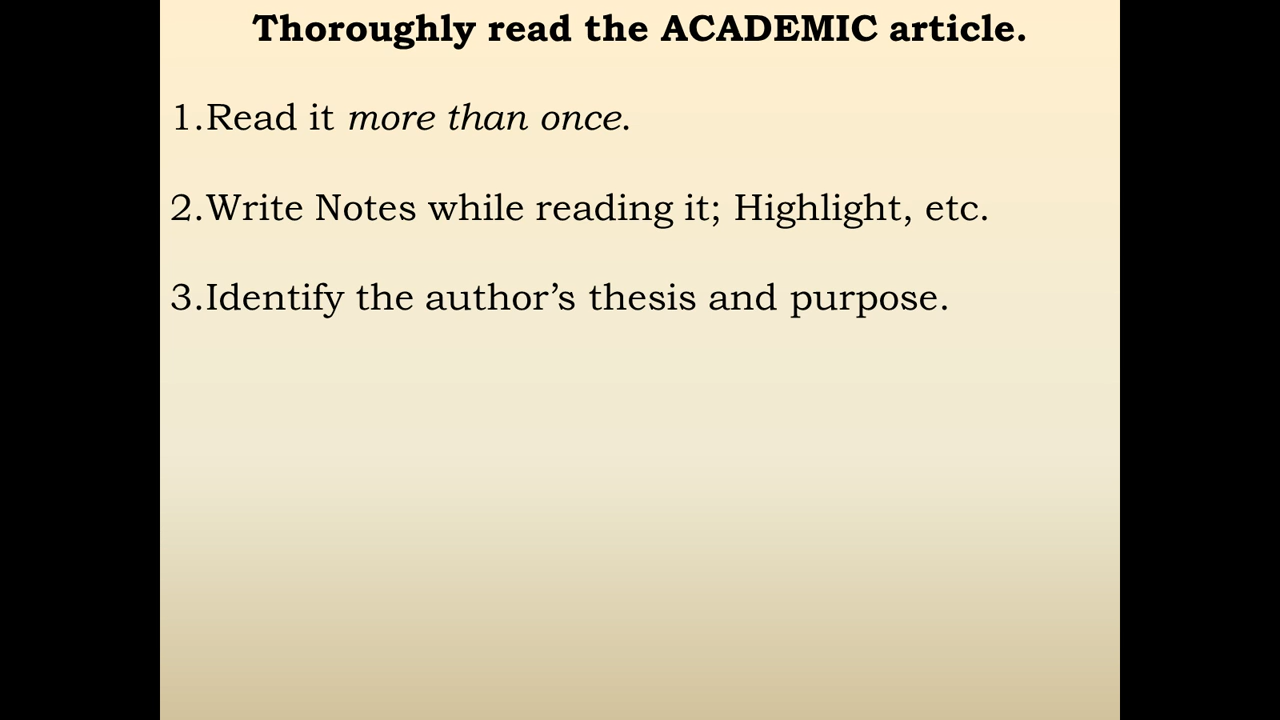 Thoroughly read the ACADEMIC article.
1.Read it more than once.
2.Write Notes while reading it; Highlight, etc.
3.Identify the author’s thesis and purpose.